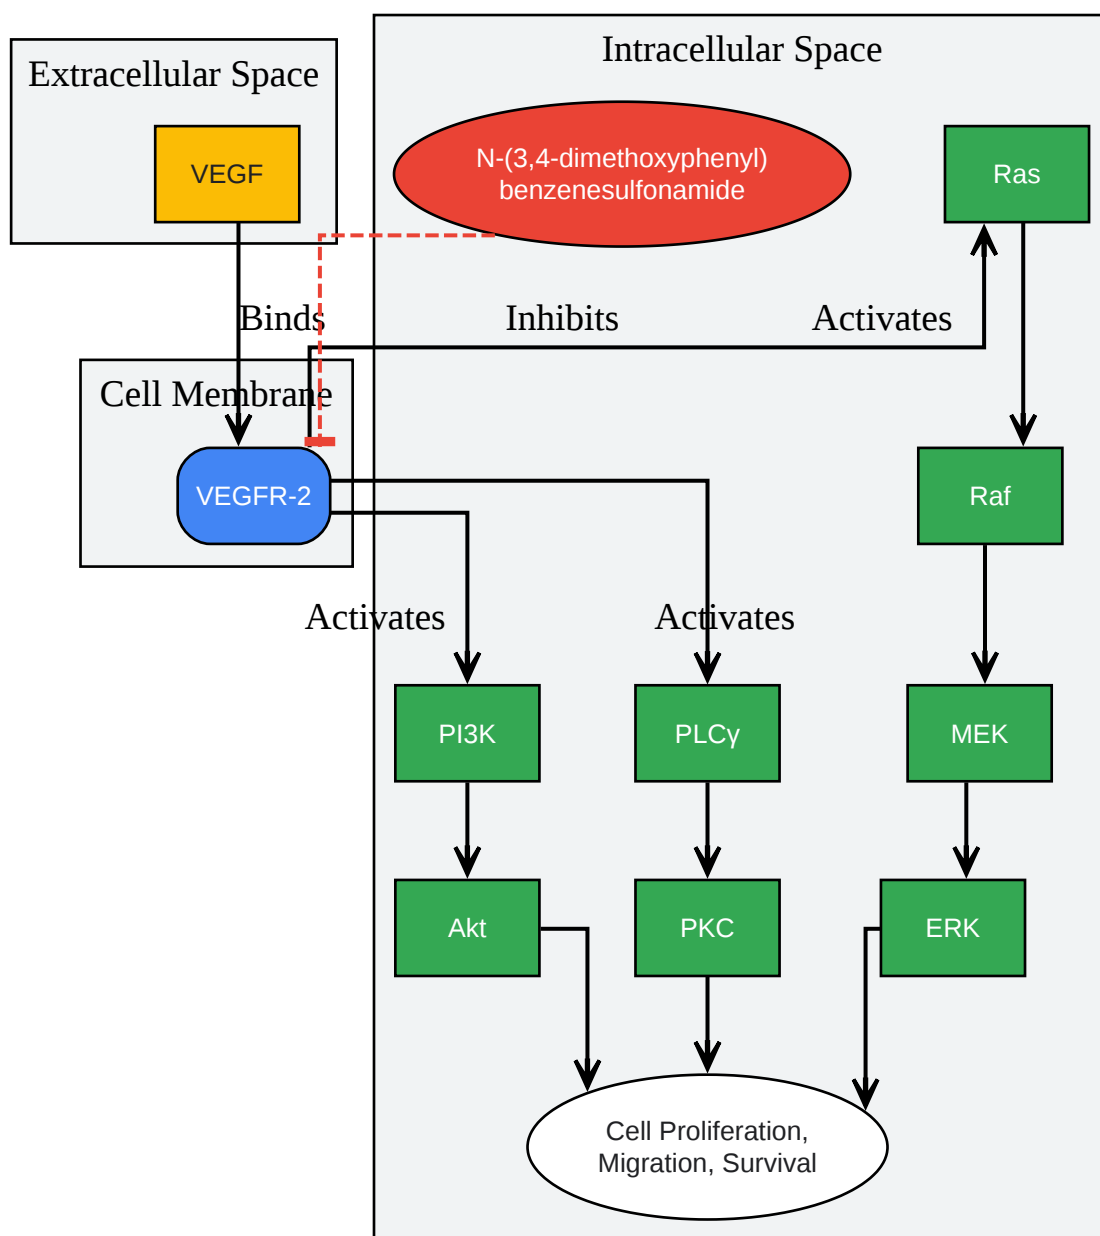 Intracellular Space
Extracellular Space
VEGF
N-(3,4-dimethoxyphenyl)
benzenesulfonamide
Ras
Binds
Inhibits
Activates
Cell Membrane
VEGFR-2
Raf
Activates
Activates
PI3K
PLCγ
MEK
Akt
PKC
ERK
Cell Proliferation,
Migration, Survival